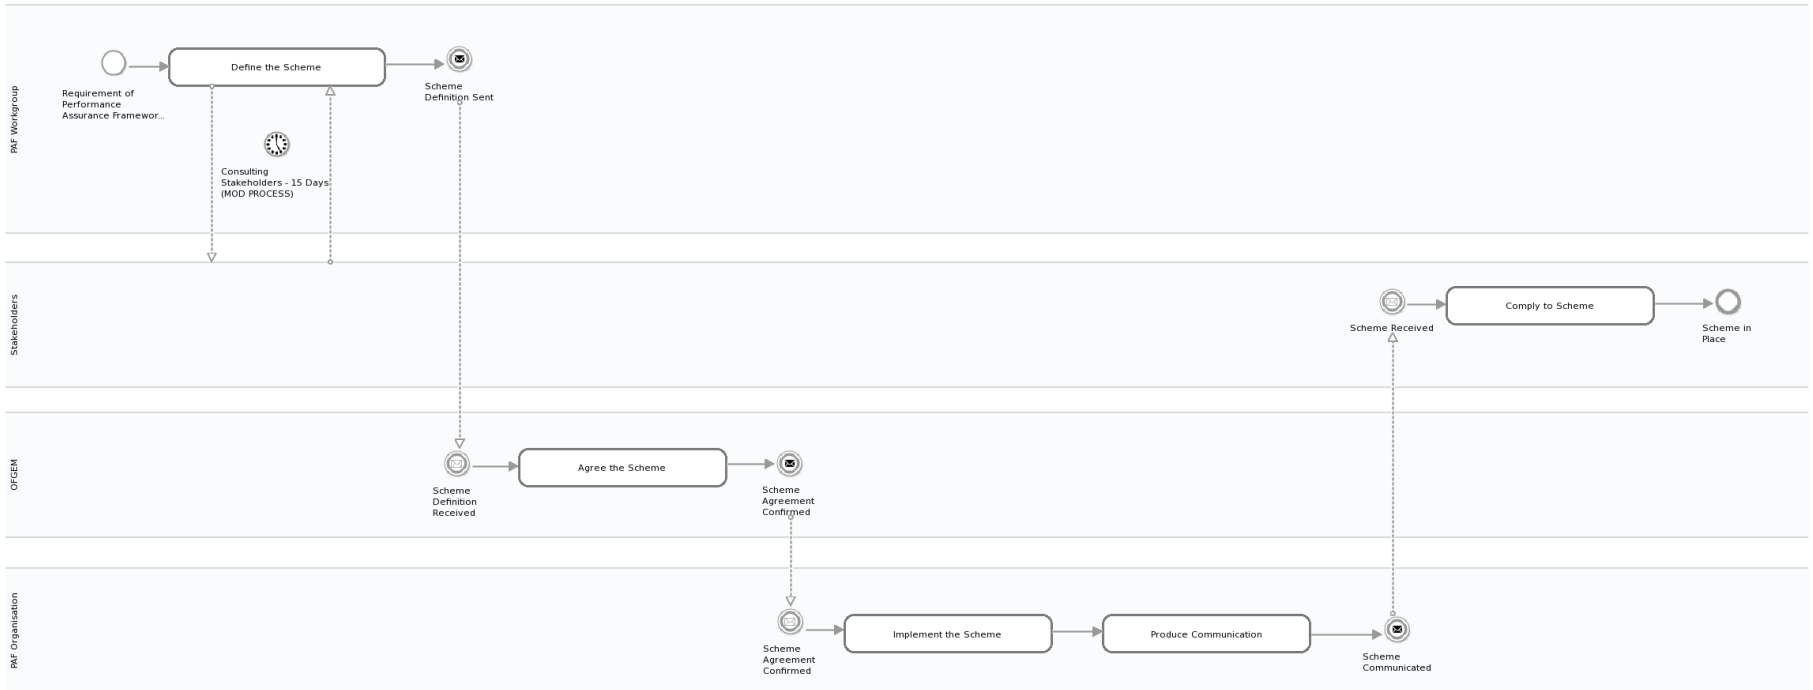 PAF Workgroup
Requirement of
Performance
Assurance Framewor...
Define the Scheme
Scheme
Definition Sent
Consulting
Stakeholders - 15 Days
(MOD PROCESS)
Stakeholders
Scheme Received
Comply to Scheme
Scheme in
Place
OFGEM
Scheme
Definition
Received
Agree the Scheme
Scheme
Agreement
Confirmed
PAF Organisation
Scheme
Agreement
Confirmed
Implement the Scheme
Produce Communication
Scheme
Communicated